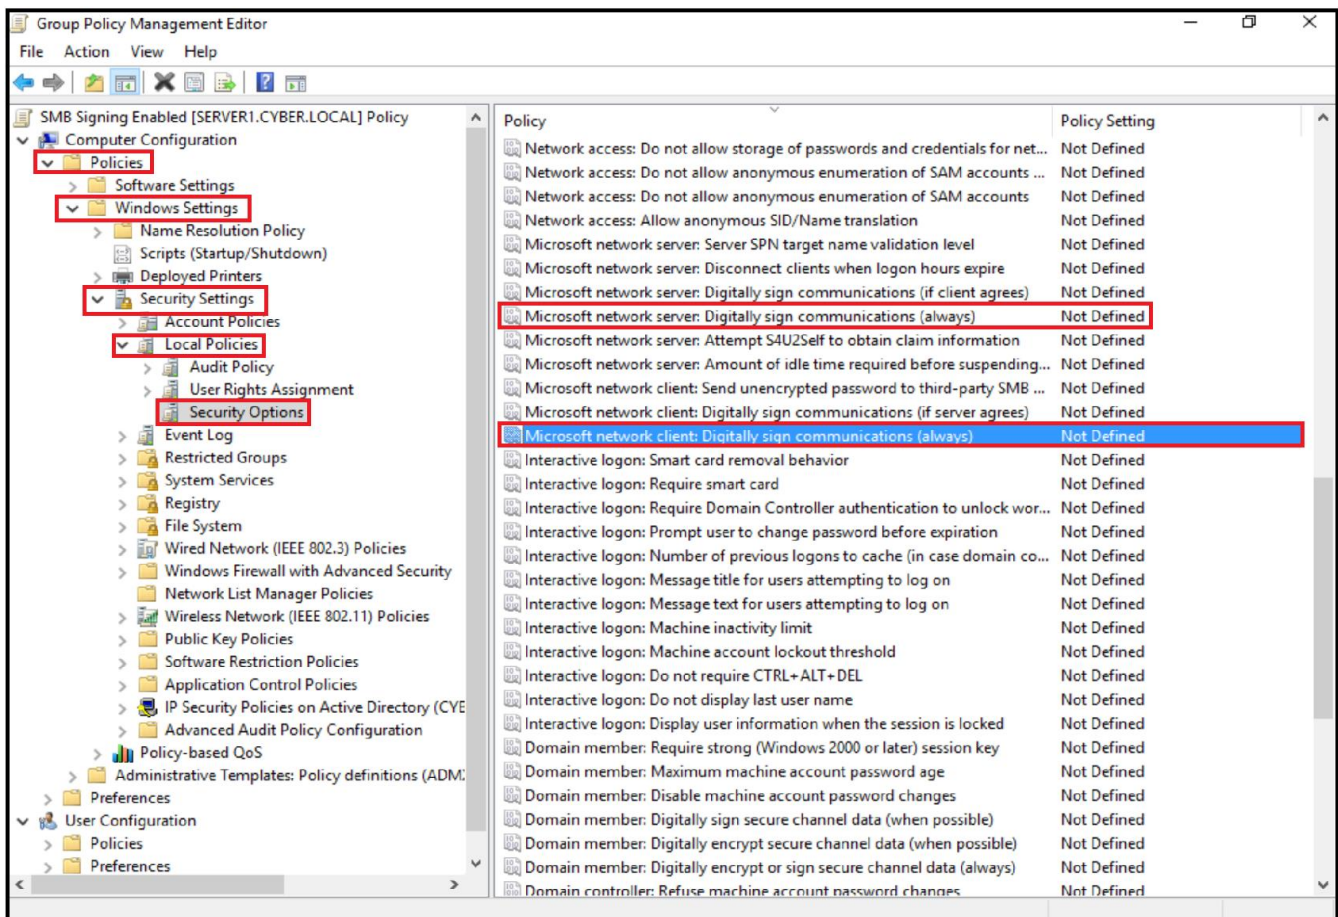 Group Policy Management Editor
File Action View Help
SMB Signing Enabled [SERVER1.CYBER.LOCAL] Policy
Computer Configuration
Policies
Software Settings
Windows Settings
Name Resolution Policy
Scripts (Startup/Shutdown)
Deployed Printers
Security Settings
Account Policies
Local Policies
Audit Policy
User Rights Assignment
Security Options
Event Log
Restricted Groups
System Services
Registry
File System
Wired Network (IEEE 802.3) Policies
Windows Firewall with Advanced Security
Network List Manager Policies
Wireless Network (IEEE 802.11) Policies
Public Key Policies
Software Restriction Policies
Application Control Policies
IP Security Policies on Active Directory (CYE
Advanced Audit Policy Configuration
Policy-based QoS
Administrative Templates: Policy definitions (ADM
Preferences
User Configuration
Policies
Preferences
Policy Policy Setting
Network access: Do not allow storage of passwords and credentials for net... Not Defined
Network access: Do not allow anonymous enumeration of SAM accounts ... Not Defined
Network access: Do not allow anonymous enumeration of SAM accounts Not Defined
Network access: Allow anonymous SID/Name translation Not Defined
Microsoft network server: Server SPN target name validation level Not Defined
Microsoft network server: Disconnect clients when logon hours expire Not Defined
Microsoft network server: Digitally sign communications (if client agrees) Not Defined
Microsoft network server: Digitally sign communications (always) Not Defined
Microsoft network server: Attempt S4U2Self to obtain claim information Not Defined
Microsoft network server: Amount of idle time required before suspending... Not Defined
Microsoft network client: Send unencrypted password to third-party SMB ... Not Defined
Microsoft network client: Digitally sign communications (if server agrees) Not Defined
Microsoft network client: Digitally sign communications (always) Not Defined
Interactive logon: Smart card removal behavior Not Defined
Interactive logon: Require smart card Not Defined
Interactive logon: Require Domain Controller authentication to unlock wor... Not Defined
Interactive logon: Prompt user to change password before expiration Not Defined
Interactive logon: Number of previous logons to cache (in case domain co... Not Defined
Interactive logon: Message title for users attempting to log on Not Defined
Interactive logon: Message text for users attempting to log on Not Defined
Interactive logon: Machine inactivity limit Not Defined
Interactive logon: Machine account lockout threshold Not Defined
Interactive logon: Do not require CTRL+ALT+DEL Not Defined
Interactive logon: Do not display last user name Not Defined
Interactive logon: Display user information when the session is locked Not Defined
Domain member: Require strong (Windows 2000 or later) session key Not Defined
Domain member: Maximum machine account password age Not Defined
Domain member: Disable machine account password changes Not Defined
Domain member: Digitally sign secure channel data (when possible) Not Defined
Domain member: Digitally encrypt secure channel data (when possible) Not Defined
Domain member: Digitally encrypt or sign secure channel data (always) Not Defined
Domain controller: Refuse machine account password changes Not Defined